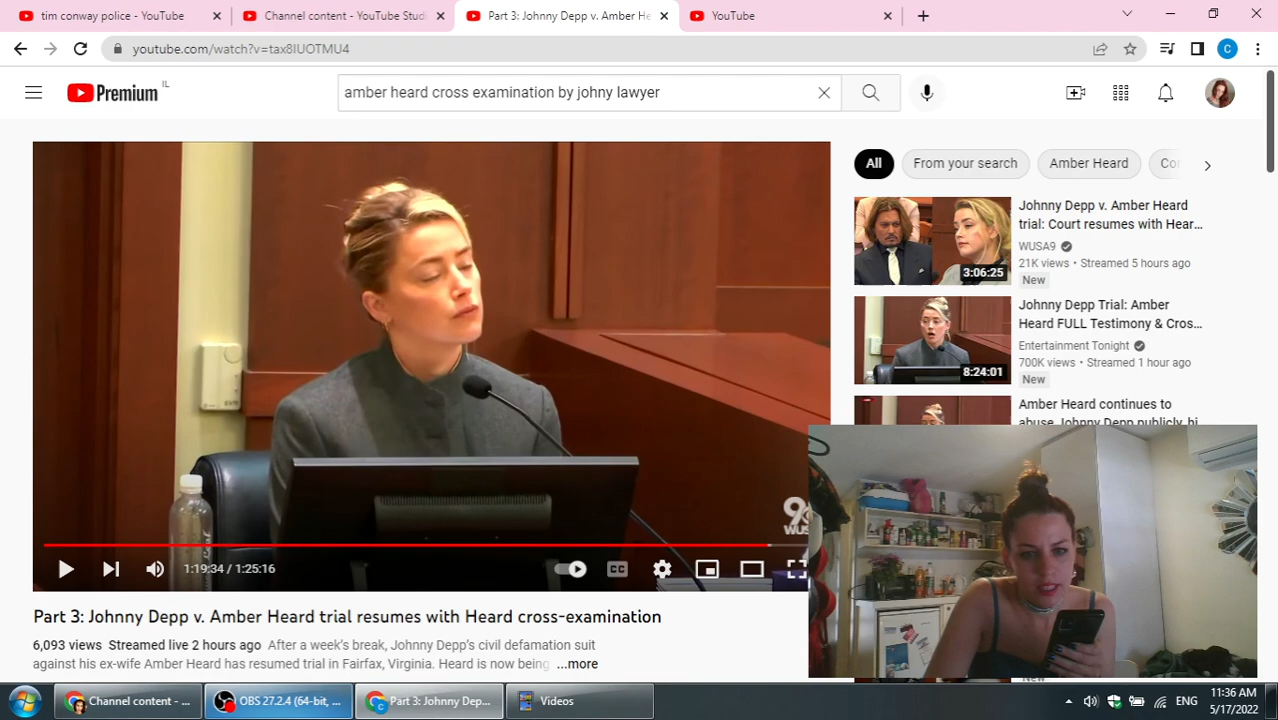 tim conway police - YouTube
Channel content - YouTube Studi
Part 3: Johnny Depp v. Amber He
YouTube
youtube.com/watch?v=tax8IUOTMU4
C
Premium IL
amber heard cross examination by johny lawyer
All
From your search
Amber Heard
Johnny Depp v. Amber Heard
trial: Court resumes with Hear...
WUSA9
21K views • Streamed 5 hours ago
New
3:06:25
Johnny Depp Trial: Amber
Heard FULL Testimony & Cros...
Entertainment Tonight
700K views • Streamed 1 hour ago
New
8:24:01
Amber Heard continues to
abuse Johnny Depp publicly, hi
1:19:34 / 1:25:16
CC
Part 3: Johnny Depp v. Amber Heard trial resumes with Heard cross-examination
6,093 views Streamed live 2 hours ago After a week's break, Johnny Depp's civil defamation suit
against his ex-wife Amber Heard has resumed trial in Fairfax, Virginia. Heard is now being ...more
Channel content - ...
OBS 27.2.4 (64-bit, ...
Part 3: Johnny Dep...
Videos
ENG
11:36 AM
5/17/2022